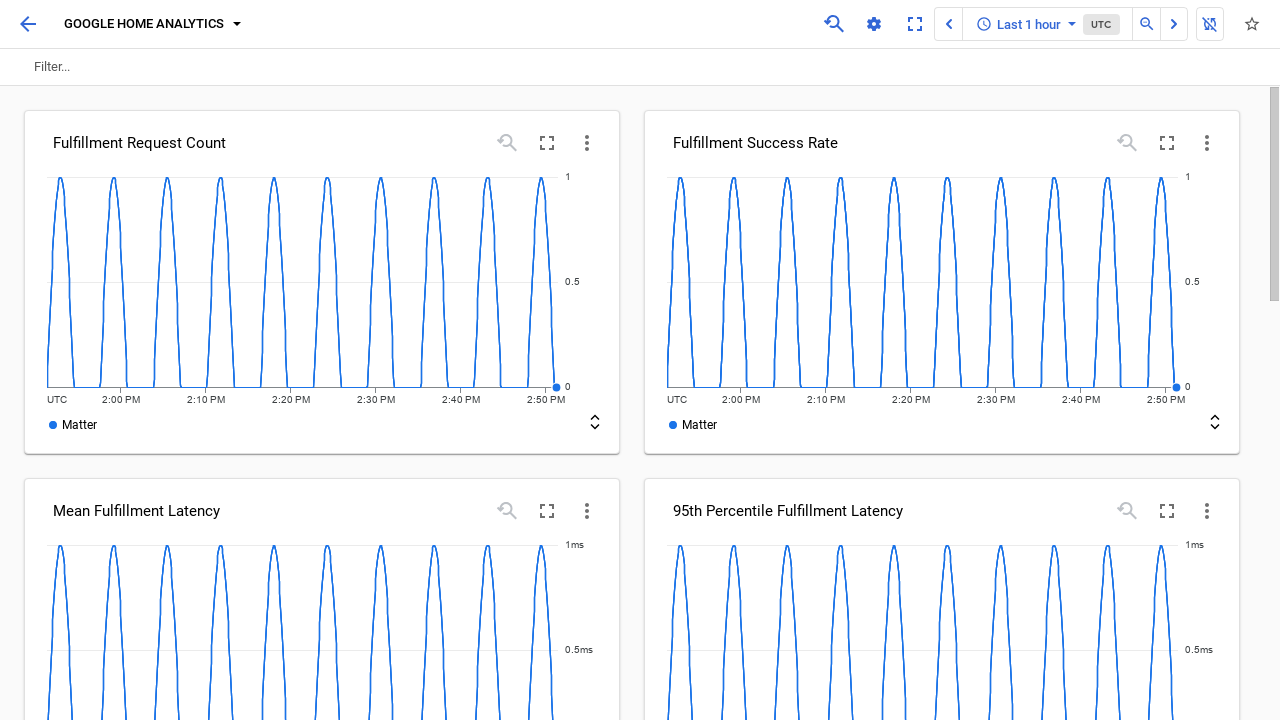 GOOGLE HOME ANALYTICS
Last 1 hour UTC
Filter...
Fulfillment Request Count
1
0.5
0
UTC 2:00 PM 2:10 PM 2:20 PM 2:30 PM 2:40 PM 2:50 PM
Matter
Fulfillment Success Rate
1
0.5
0
UTC 2:00 PM 2:10 PM 2:20 PM 2:30 PM 2:40 PM 2:50 PM
Matter
Mean Fulfillment Latency
1ms
0.5ms
95th Percentile Fulfillment Latency
1ms
0.5ms